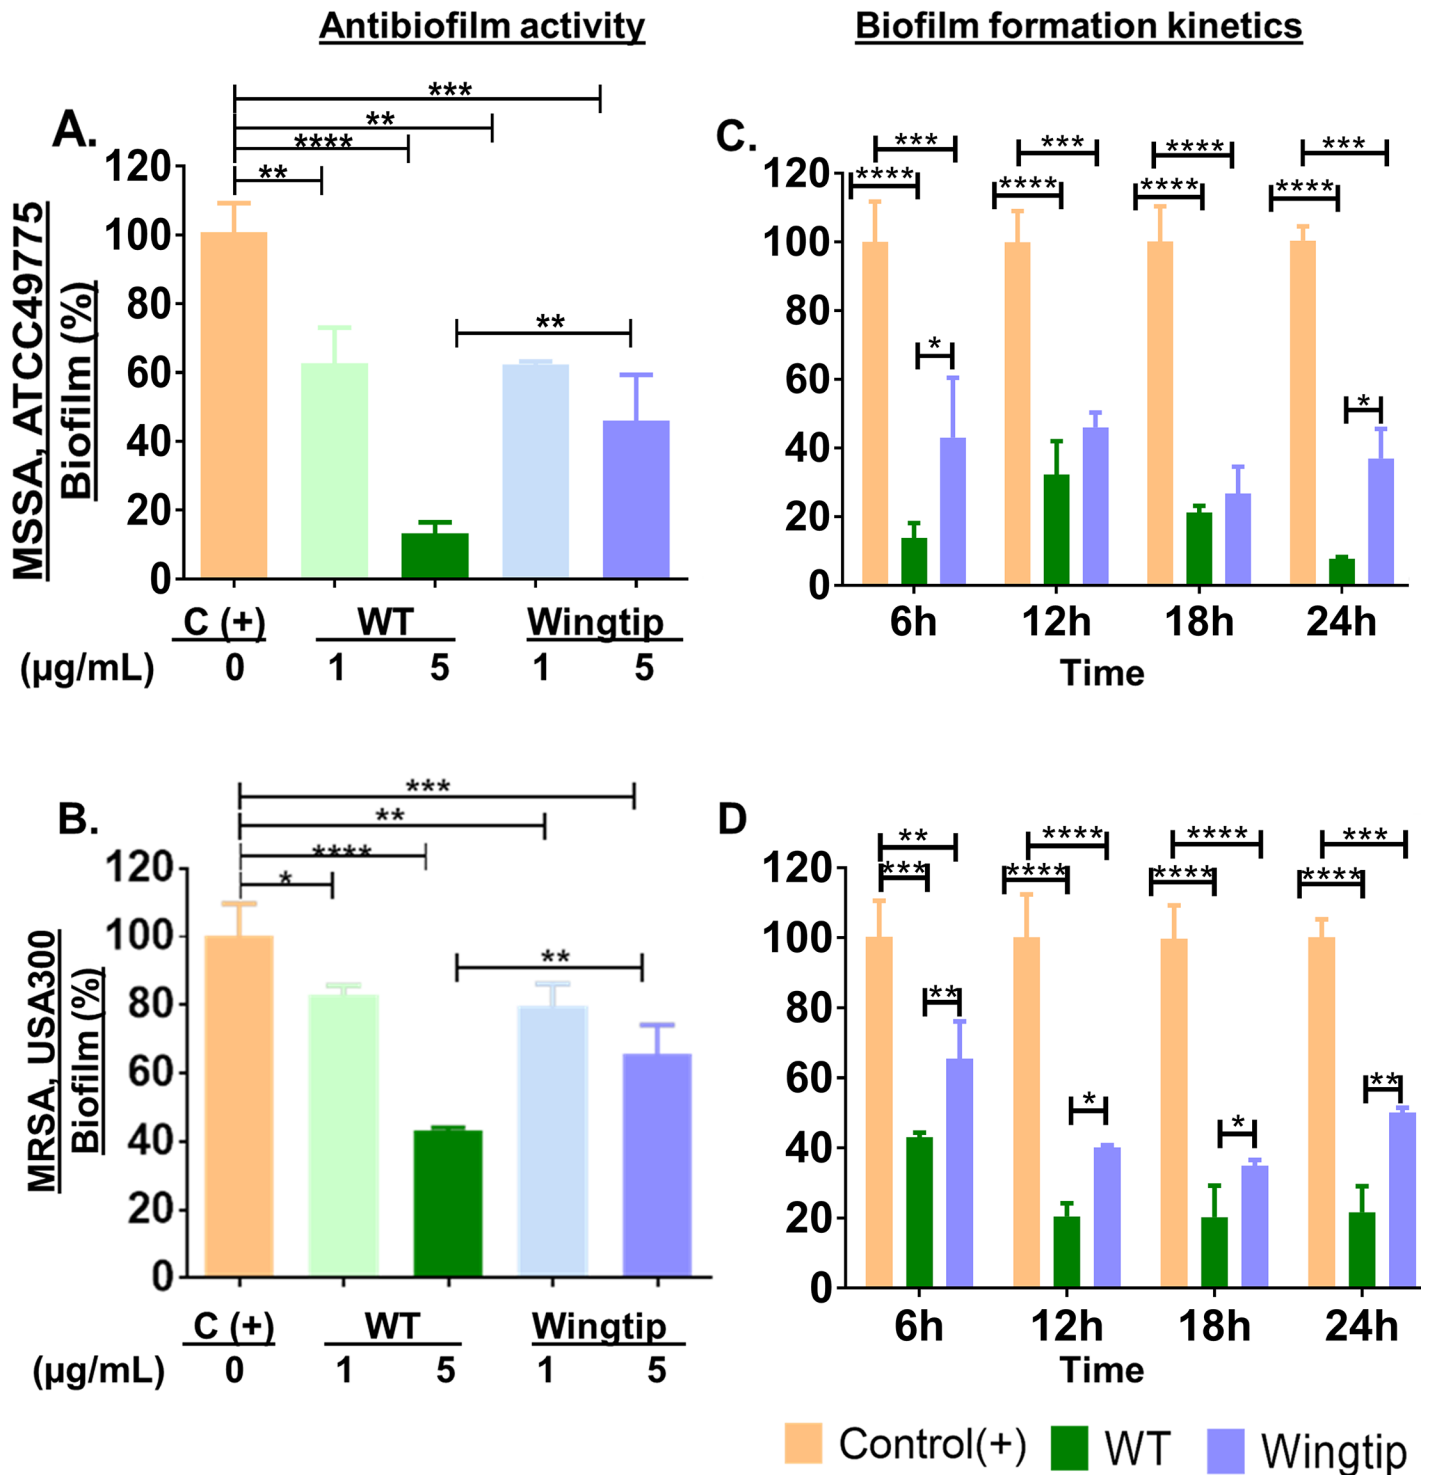 Antibiofilm activity
Biofilm formation kinetics
A.
MSSA, ATCC49775
Biofilm (%)
***
**
****
**
**
120
100
80
60
40
20
0
C (+) WT Wingtip
(µg/mL) 0 1 5 1 5
C.
*** *** **** ***
**** **** **** ****
* *
120
100
80
60
40
20
0
6h 12h 18h 24h
Time
B.
MRSA, USA300
Biofilm (%)
***
**
****
*
**
120
100
80
60
40
20
0
C (+) WT Wingtip
(µg/mL) 0 1 5 1 5
D
** **** **** ***
*** **** **** ****
** * * **
120
100
80
60
40
20
0
6h 12h 18h 24h
Time
Control(+) WT Wingtip